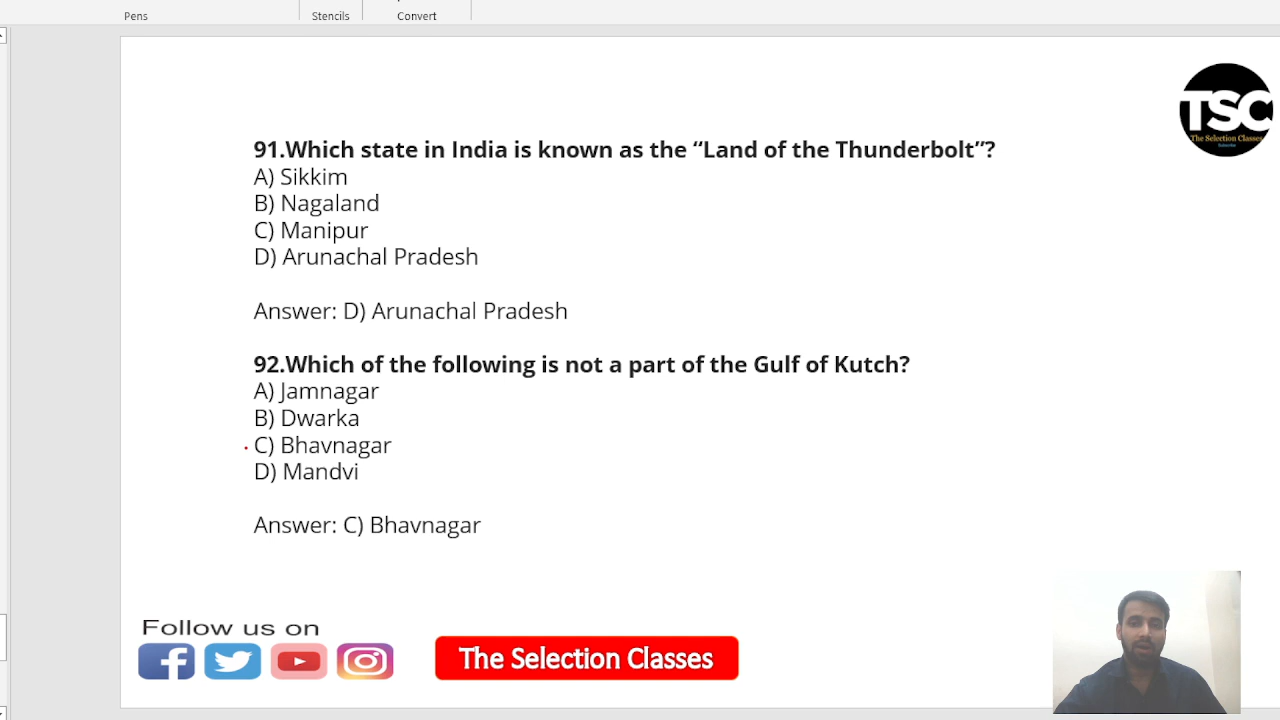 Pens
Stencils
Convert
TSC
The Selection Classes
Subscribe
91.Which state in India is known as the “Land of the Thunderbolt”?
A) Sikkim
B) Nagaland
C) Manipur
D) Arunachal Pradesh
Answer: D) Arunachal Pradesh
92.Which of the following is not a part of the Gulf of Kutch?
A) Jamnagar
B) Dwarka
C) Bhavnagar
D) Mandvi
Answer: C) Bhavnagar
Follow us on
The Selection Classes